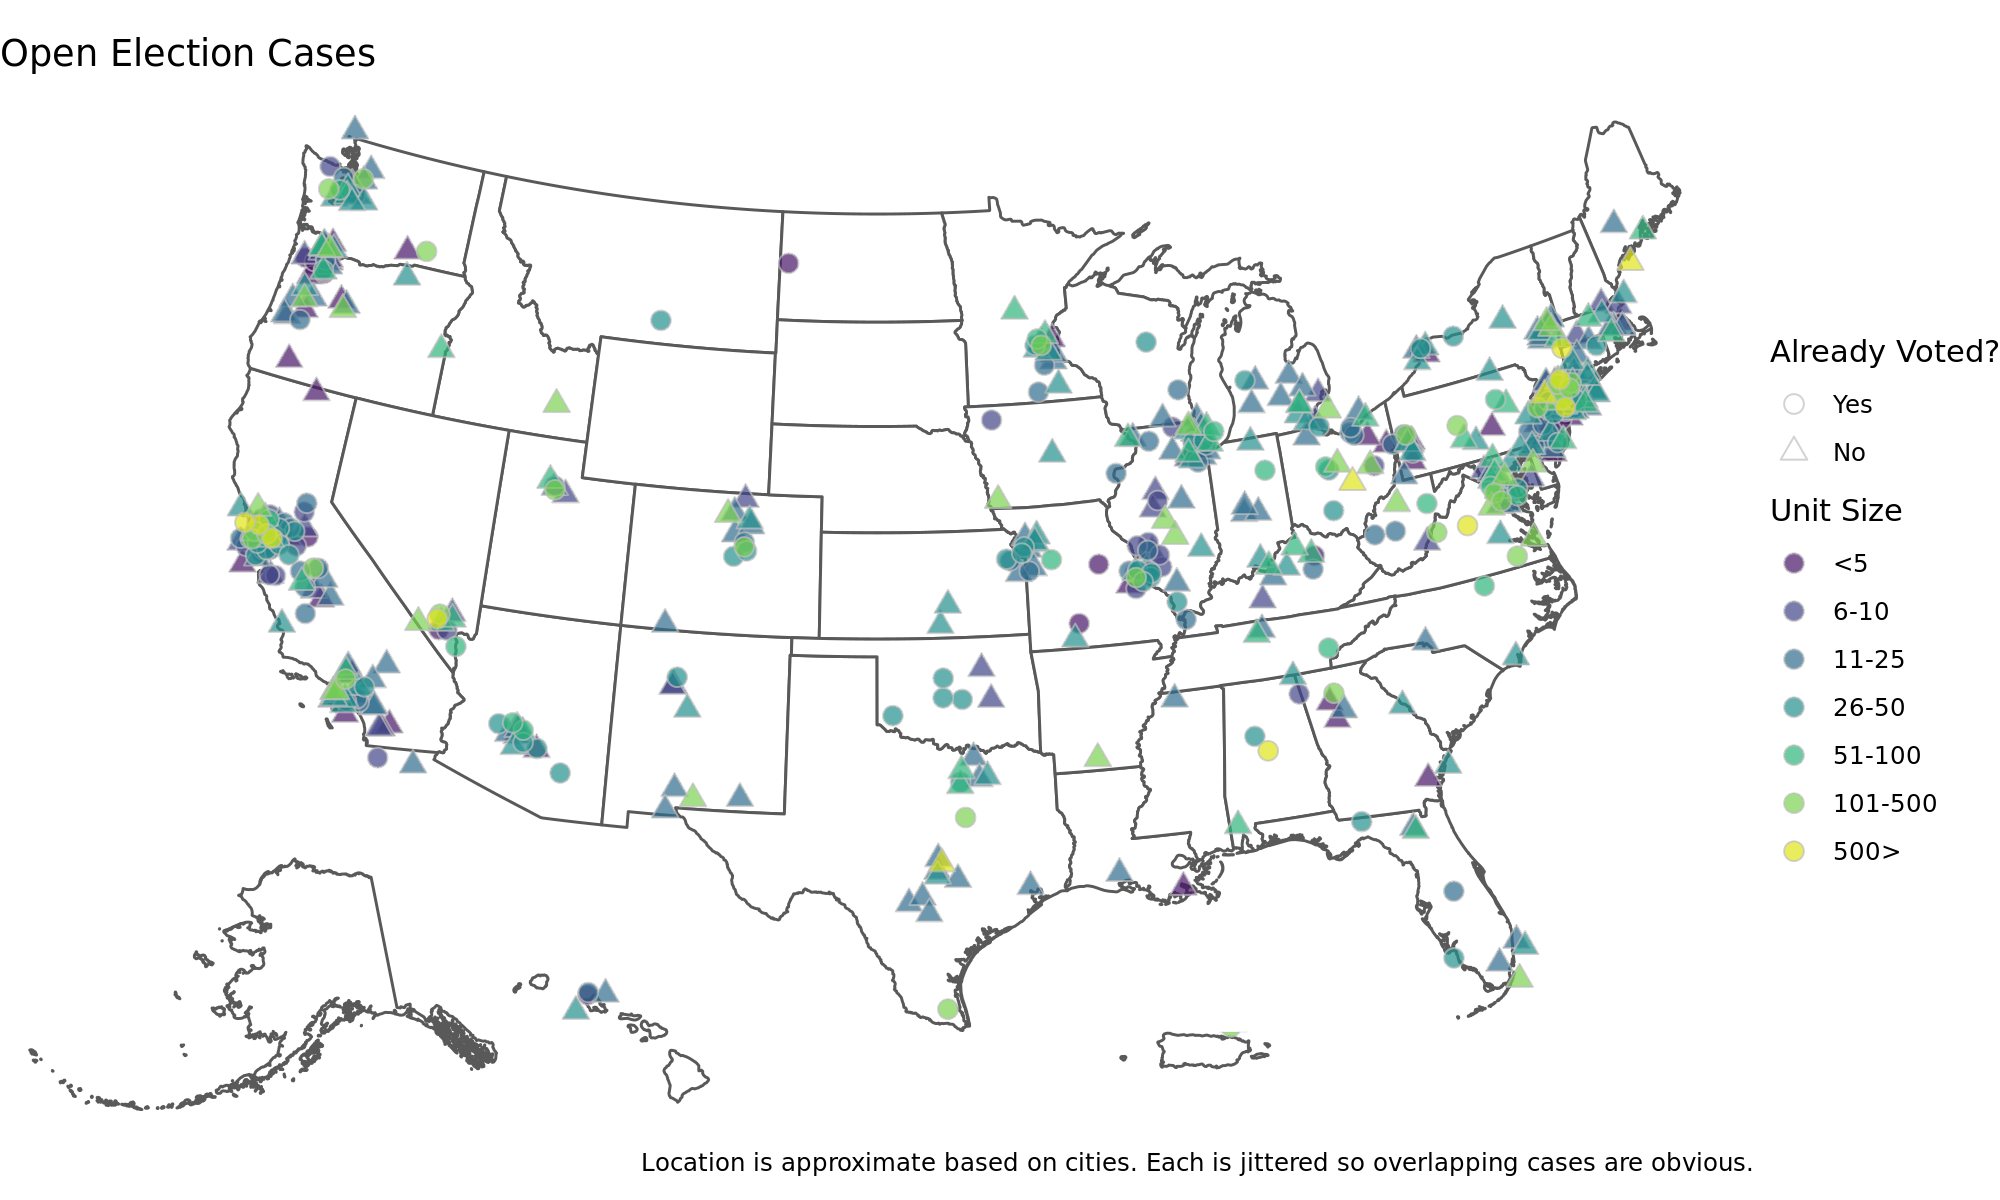 Open Election Cases
Already Voted?
Yes
No
Unit Size
<5
6-10
11-25
26-50
51-100
101-500
500>
Location is approximate based on cities. Each is jittered so overlapping cases are obvious.